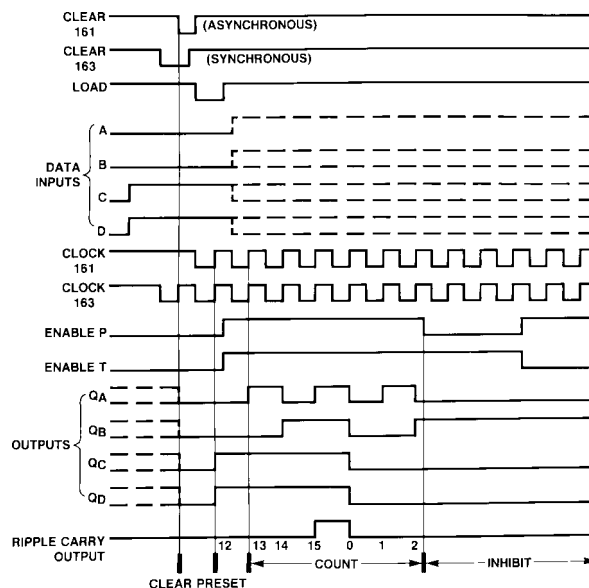 CLEAR
161
(ASYNCHRONOUS)
CLEAR
163
(SYNCHRONOUS)
LOAD
DATA
INPUTS
A
B
C
D
CLOCK
161
CLOCK
163
ENABLE P
ENABLE T
OUTPUTS
QA
QB
QC
QD
RIPPLE CARRY
OUTPUT
12 13 14 15 0 1 2
COUNT
INHIBIT
CLEAR PRESET